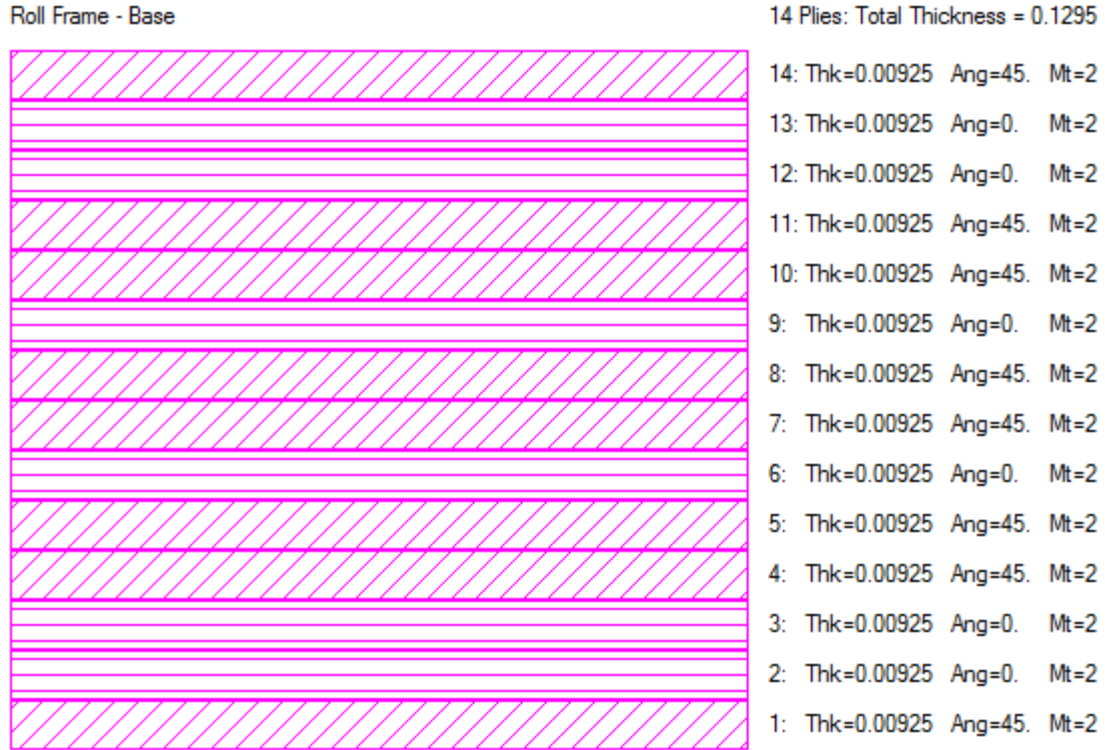 Roll Frame - Base
14 Plies: Total Thickness = 0.1295
14: Thk=0.00925 Ang=45. Mt=2
13: Thk=0.00925 Ang=0. Mt=2
12: Thk=0.00925 Ang=0. Mt=2
11: Thk=0.00925 Ang=45. Mt=2
10: Thk=0.00925 Ang=45. Mt=2
9: Thk=0.00925 Ang=0. Mt=2
8: Thk=0.00925 Ang=45. Mt=2
7: Thk=0.00925 Ang=45. Mt=2
6: Thk=0.00925 Ang=0. Mt=2
5: Thk=0.00925 Ang=45. Mt=2
4: Thk=0.00925 Ang=45. Mt=2
3: Thk=0.00925 Ang=0. Mt=2
2: Thk=0.00925 Ang=0. Mt=2
1: Thk=0.00925 Ang=45. Mt=2